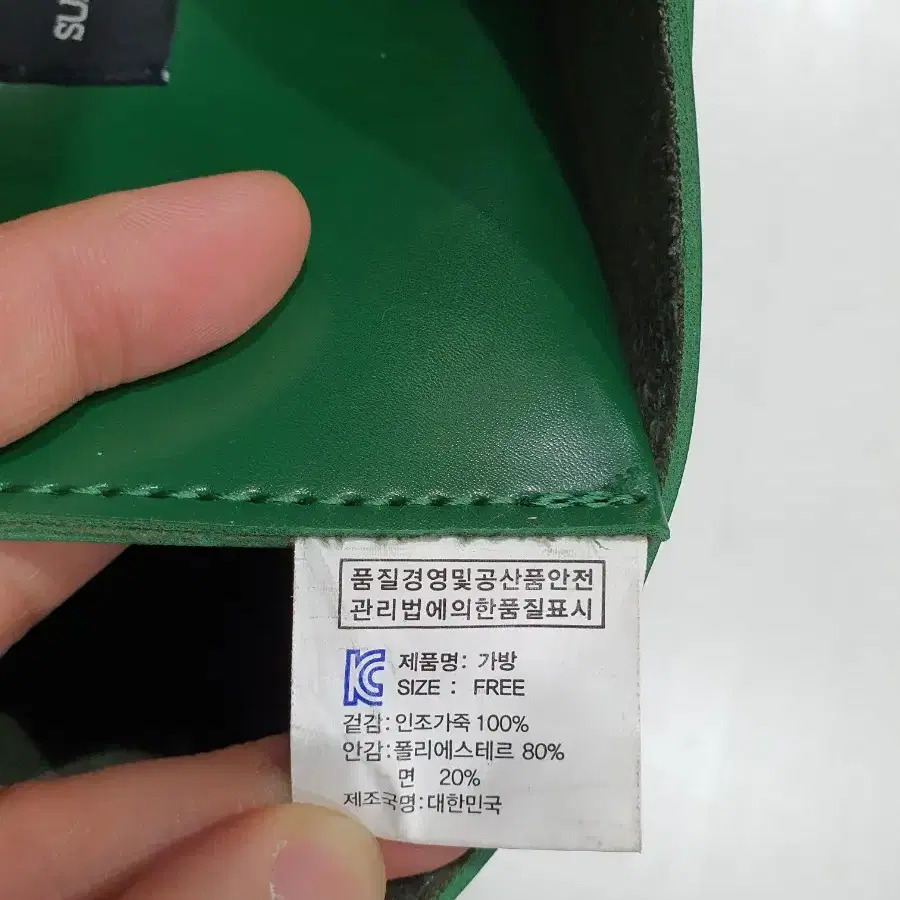 품질경영및공산품안전
관리법에의한품질표시
KC 제품명: 가방
SIZE : FREE
겉감:인조가죽 100%
안감:폴리에스테르 80%
면 20%
제조국명:대한민국